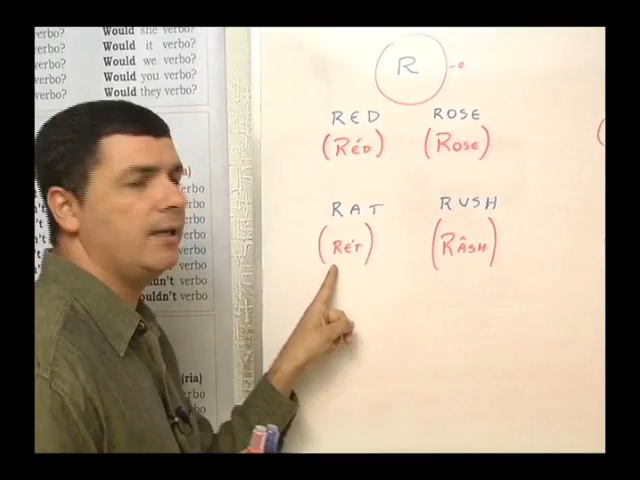 verbo? Would she verbo?
verbo? Would it verbo?
verbo? Would we verbo?
verbo? Would you verbo?
verbo? Would they verbo?
erbo
verbo
verbo
verbo
verbo
verbo
n't verbo
ouldn't verbo
(ria)
verbo
verbo
R
RED ROSE
(RÉD) (ROSE)
RAT RUSH
(RÉT) (RÂSH)
(